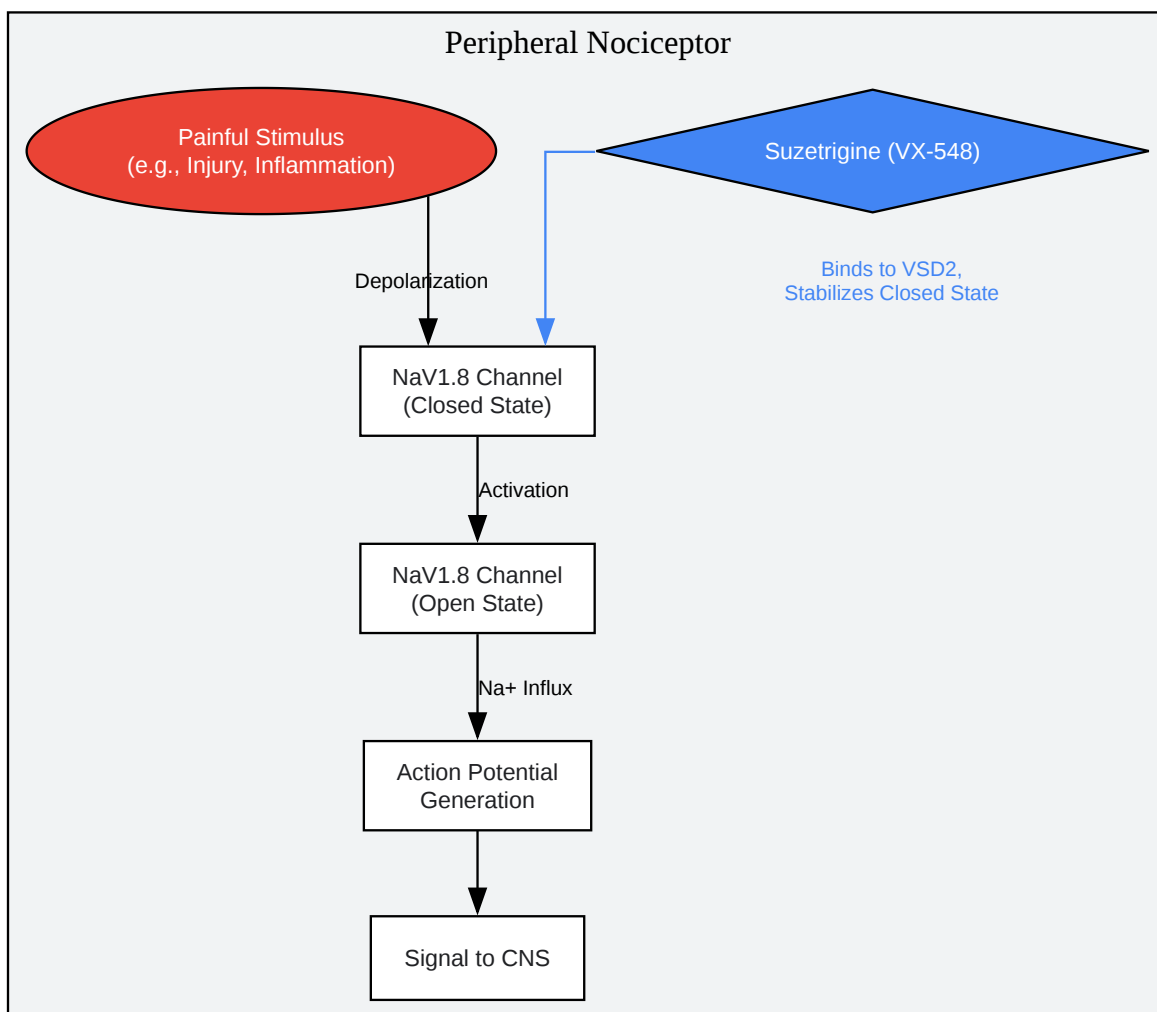 Peripheral Nociceptor
Painful Stimulus
(e.g., Injury, Inflammation)
Suzetrigine (VX-548)
Depolarization
Binds to VSD2,
Stabilizes Closed State
NaV1.8 Channel
(Closed State)
Activation
NaV1.8 Channel
(Open State)
Na+ Influx
Action Potential
Generation
Signal to CNS